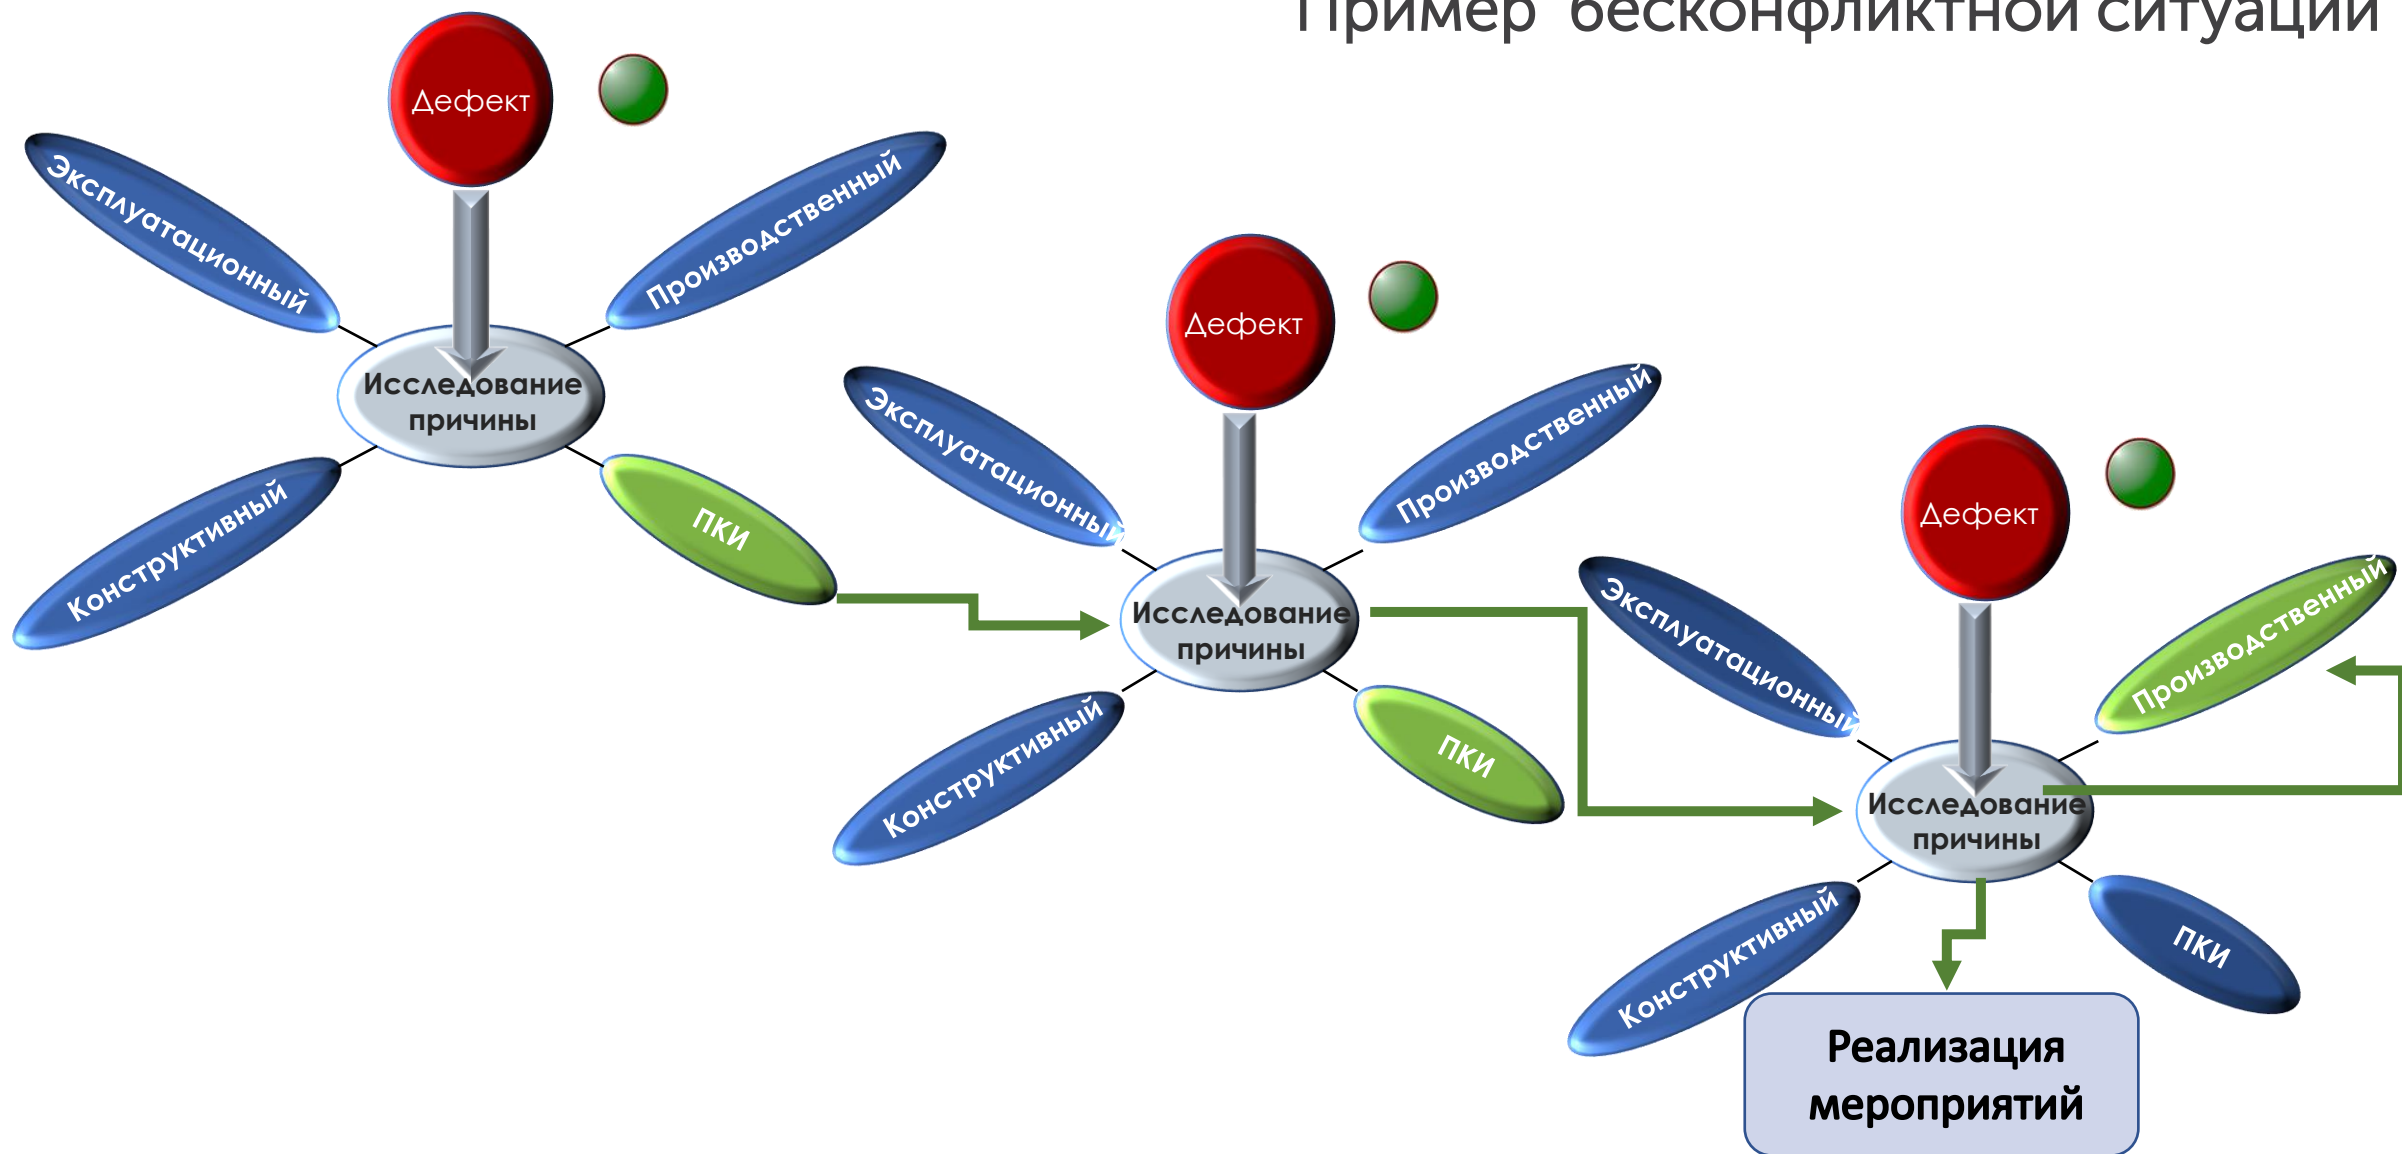 Пример бесконфликтной ситуации
Дефект
Эксплуатационный
Производственный
Исследование
причины
Конструктивный
ПКИ
Дефект
Эксплуатационный
Производственный
Исследование
причины
Конструктивный
ПКИ
Дефект
Эксплуатационный
Производственный
Исследование
причины
Конструктивный
ПКИ
Реализация
мероприятий